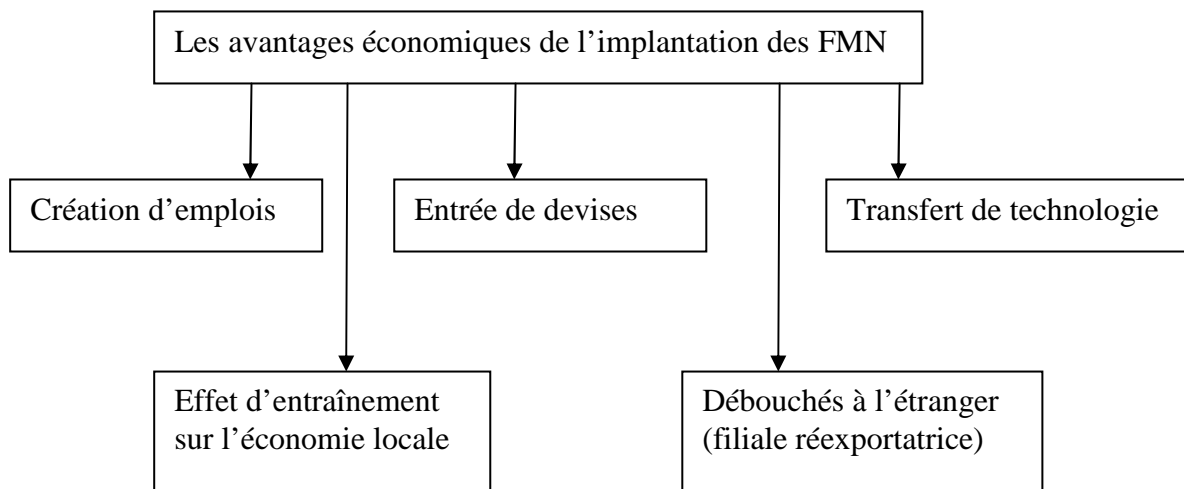 Les avantages économiques de l’implantation des FMN
Création d’emplois
Entrée de devises
Transfert de technologie
Effet d’entraînement
sur l’économie locale
Débouchés à l’étranger
(filiale réexportatrice)